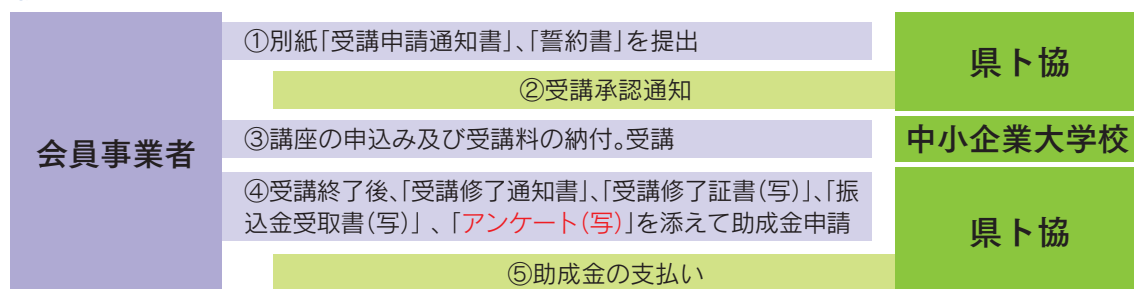 ①別紙「受講申請通知書」、「誓約書」を提出
県ト協
②受講承認通知
会員事業者
③講座の申込み及び受講料の納付。受講
中小企業大学校
④受講終了後、「受講修了通知書」、「受講修了証書(写)」、「振
込金受取書(写)」、「アンケート(写)」を添えて助成金申請
県ト協
⑤助成金の支払い